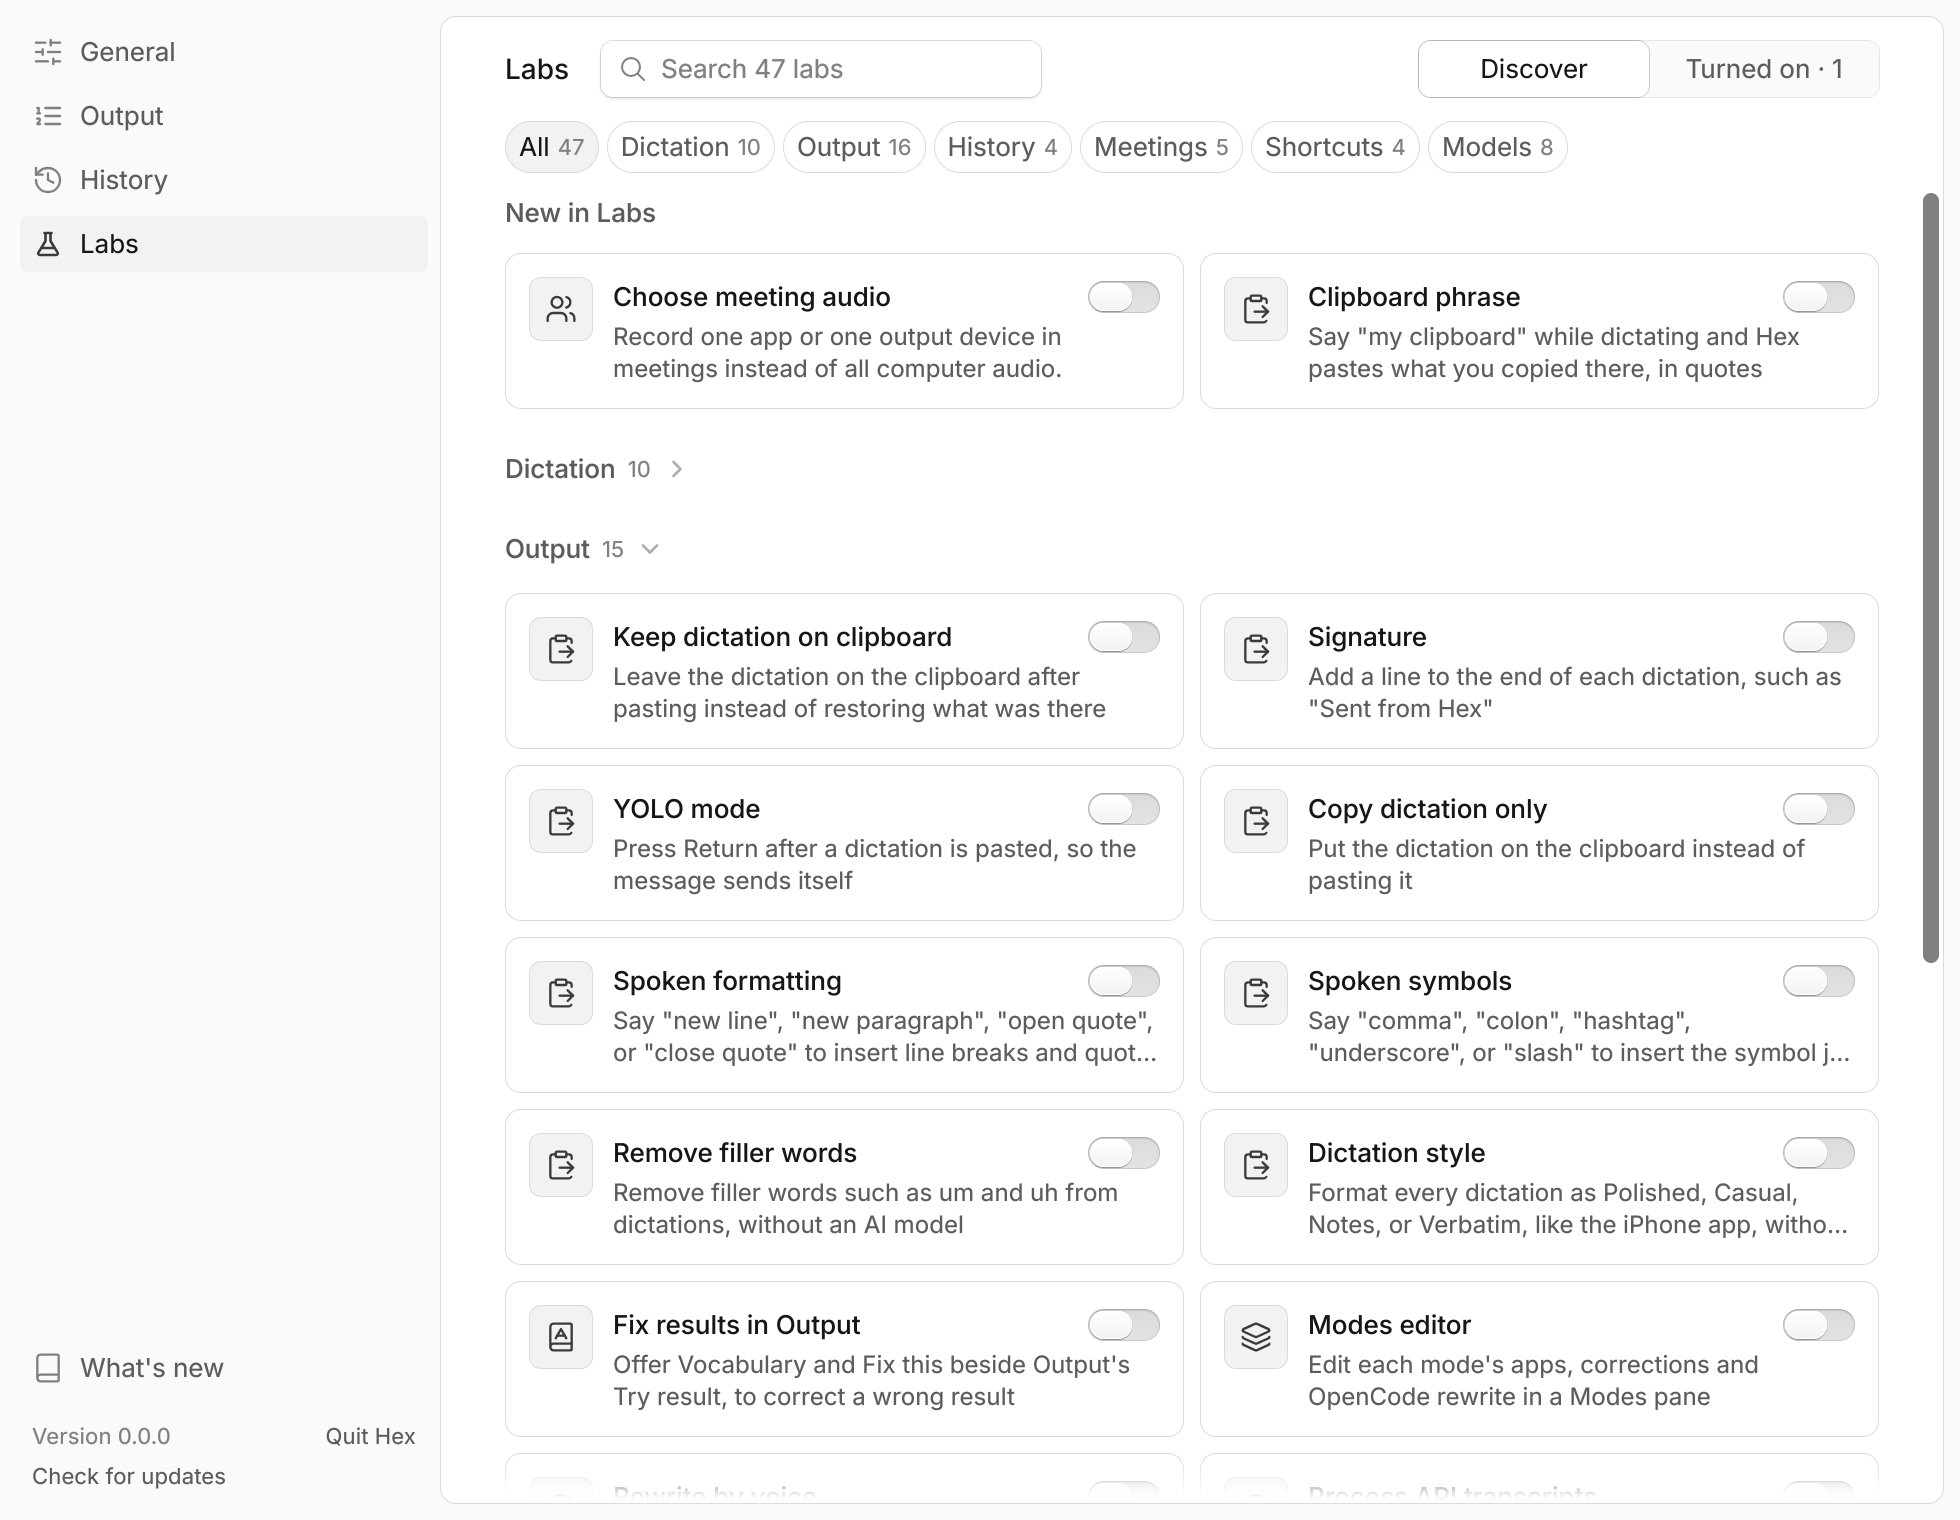 General
Output
History
Labs
What's new
Version 0.0.0
Quit Hex
Check for updates
Labs
Search 47 labs
Discover
Turned on · 1
All 47
Dictation 10
Output 16
History 4
Meetings 5
Shortcuts 4
Models 8
New in Labs
Choose meeting audio
Record one app or one output device in
meetings instead of all computer audio.
Clipboard phrase
Say "my clipboard" while dictating and Hex
pastes what you copied there, in quotes
Dictation 10
Output 15
Keep dictation on clipboard
Leave the dictation on the clipboard after
pasting instead of restoring what was there
Signature
Add a line to the end of each dictation, such as
"Sent from Hex"
YOLO mode
Press Return after a dictation is pasted, so the
message sends itself
Copy dictation only
Put the dictation on the clipboard instead of
pasting it
Spoken formatting
Say "new line", "new paragraph", "open quote",
or "close quote" to insert line breaks and quot...
Spoken symbols
Say "comma", "colon", "hashtag",
"underscore", or "slash" to insert the symbol j...
Remove filler words
Remove filler words such as um and uh from
dictations, without an AI model
Dictation style
Format every dictation as Polished, Casual,
Notes, or Verbatim, like the iPhone app, witho...
Fix results in Output
Offer Vocabulary and Fix this beside Output's
Try result, to correct a wrong result
Modes editor
Edit each mode's apps, corrections and
OpenCode rewrite in a Modes pane
Rewrite by voice
Process API transcripts